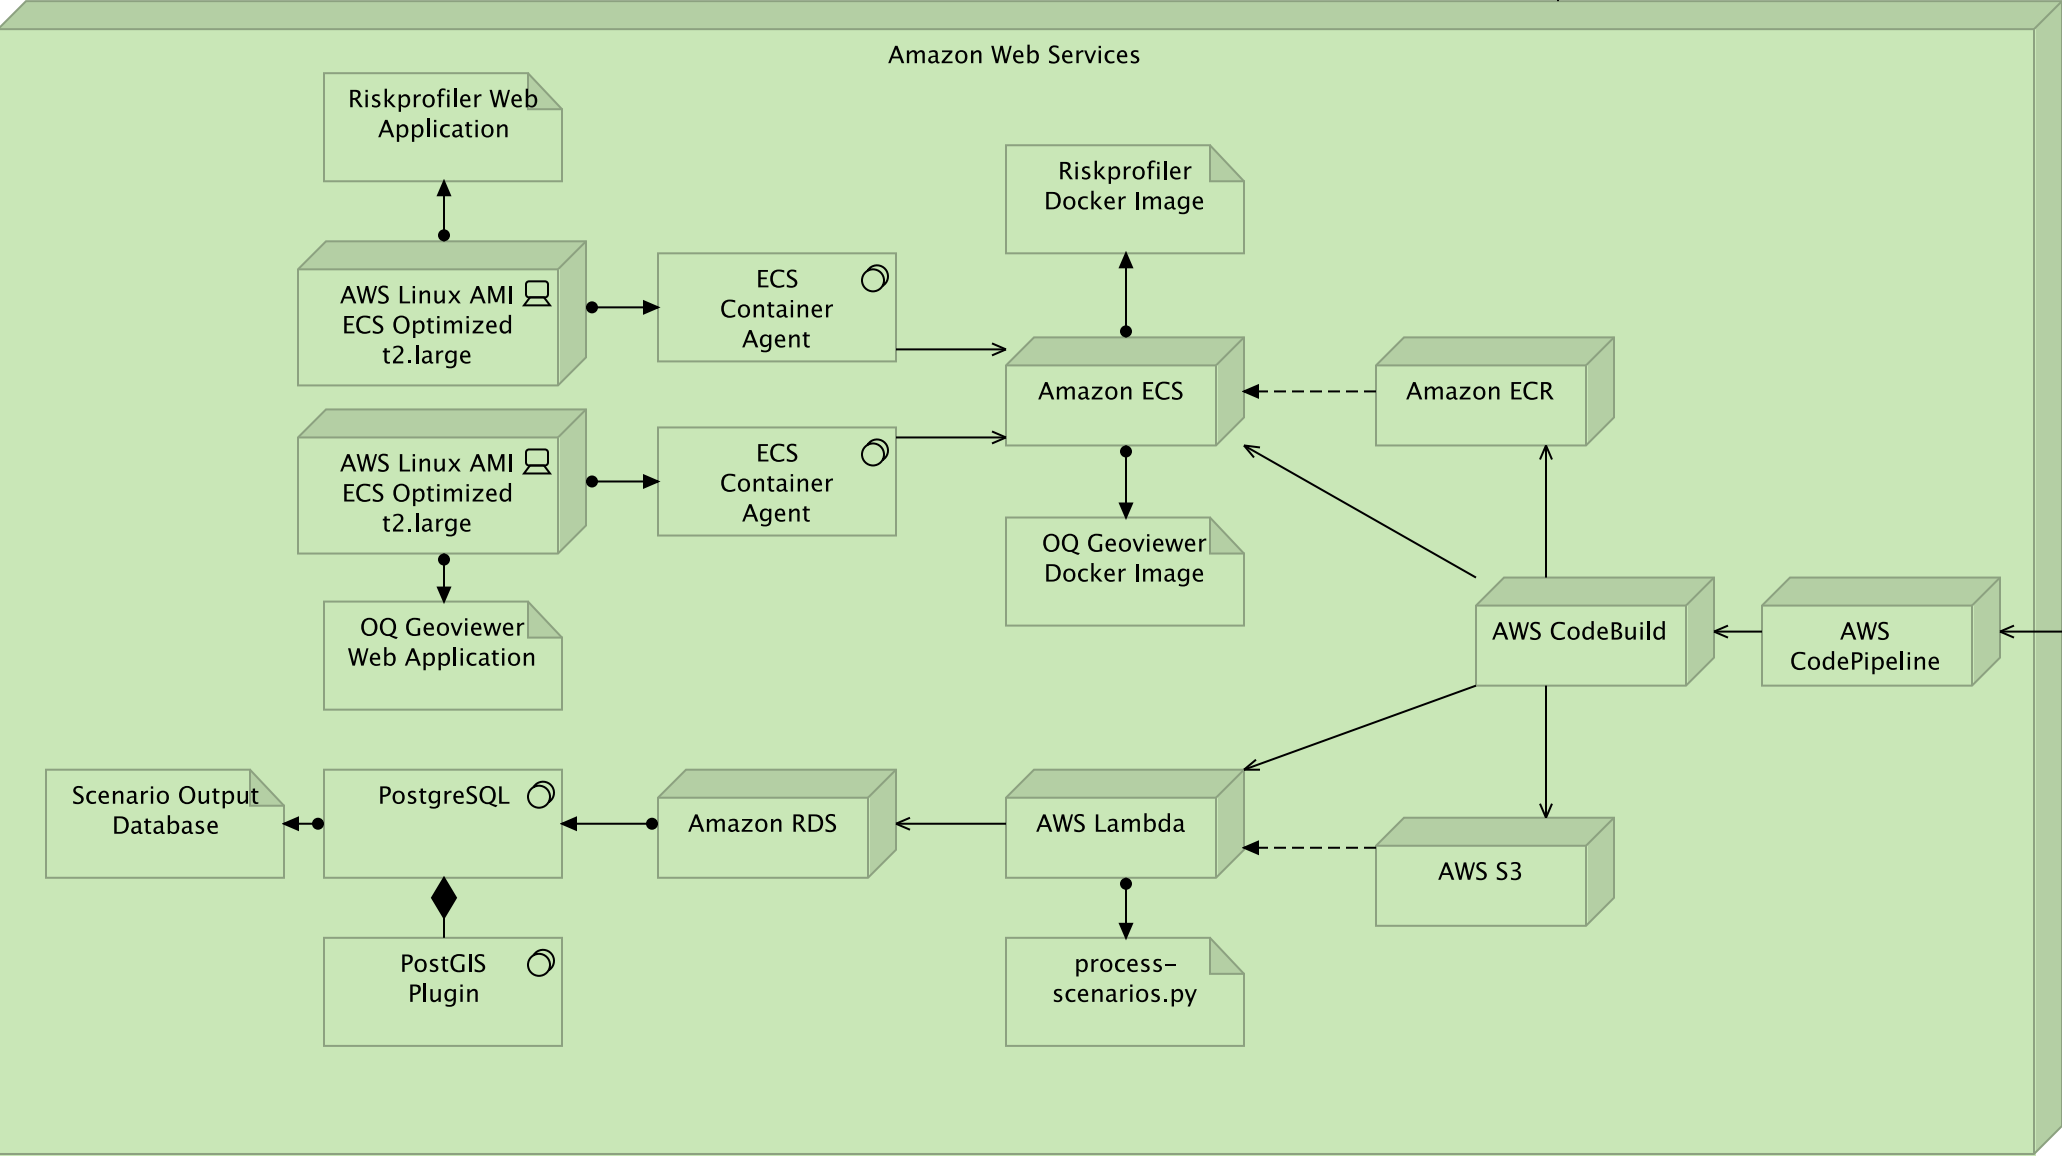 Amazon Web Services
Riskprofiler Web
Application
Riskprofiler
Docker Image
AWS Linux AMI
ECS Optimized
t2.large
ECS
Container
Agent
Amazon ECS
Amazon ECR
AWS Linux AMI
ECS Optimized
t2.large
ECS
Container
Agent
OQ Geoviewer
Docker Image
OQ Geoviewer
Web Application
AWS CodeBuild
AWS
CodePipeline
Scenario Output
Database
PostgreSQL
Amazon RDS
AWS Lambda
AWS S3
PostGIS
Plugin
process-
scenarios.py